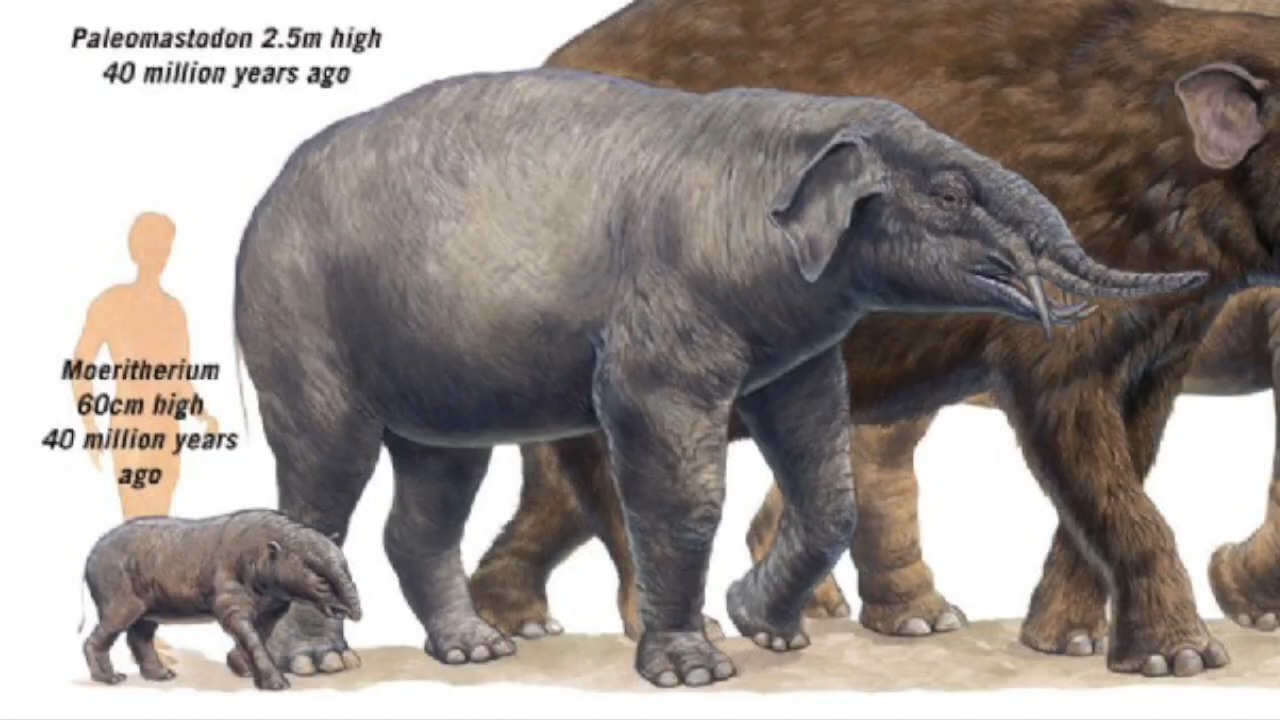 Paleomastodon 2.5m high
40 million years ago
Moeritherium
60cm high
40 million years
ago